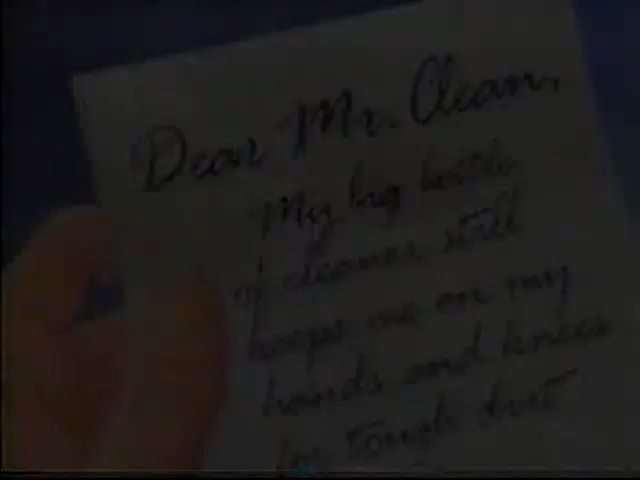 Dear Mr. Clean,
My big bottle
of cleaner still
keeps me on my
hands and knees
for tough dirt